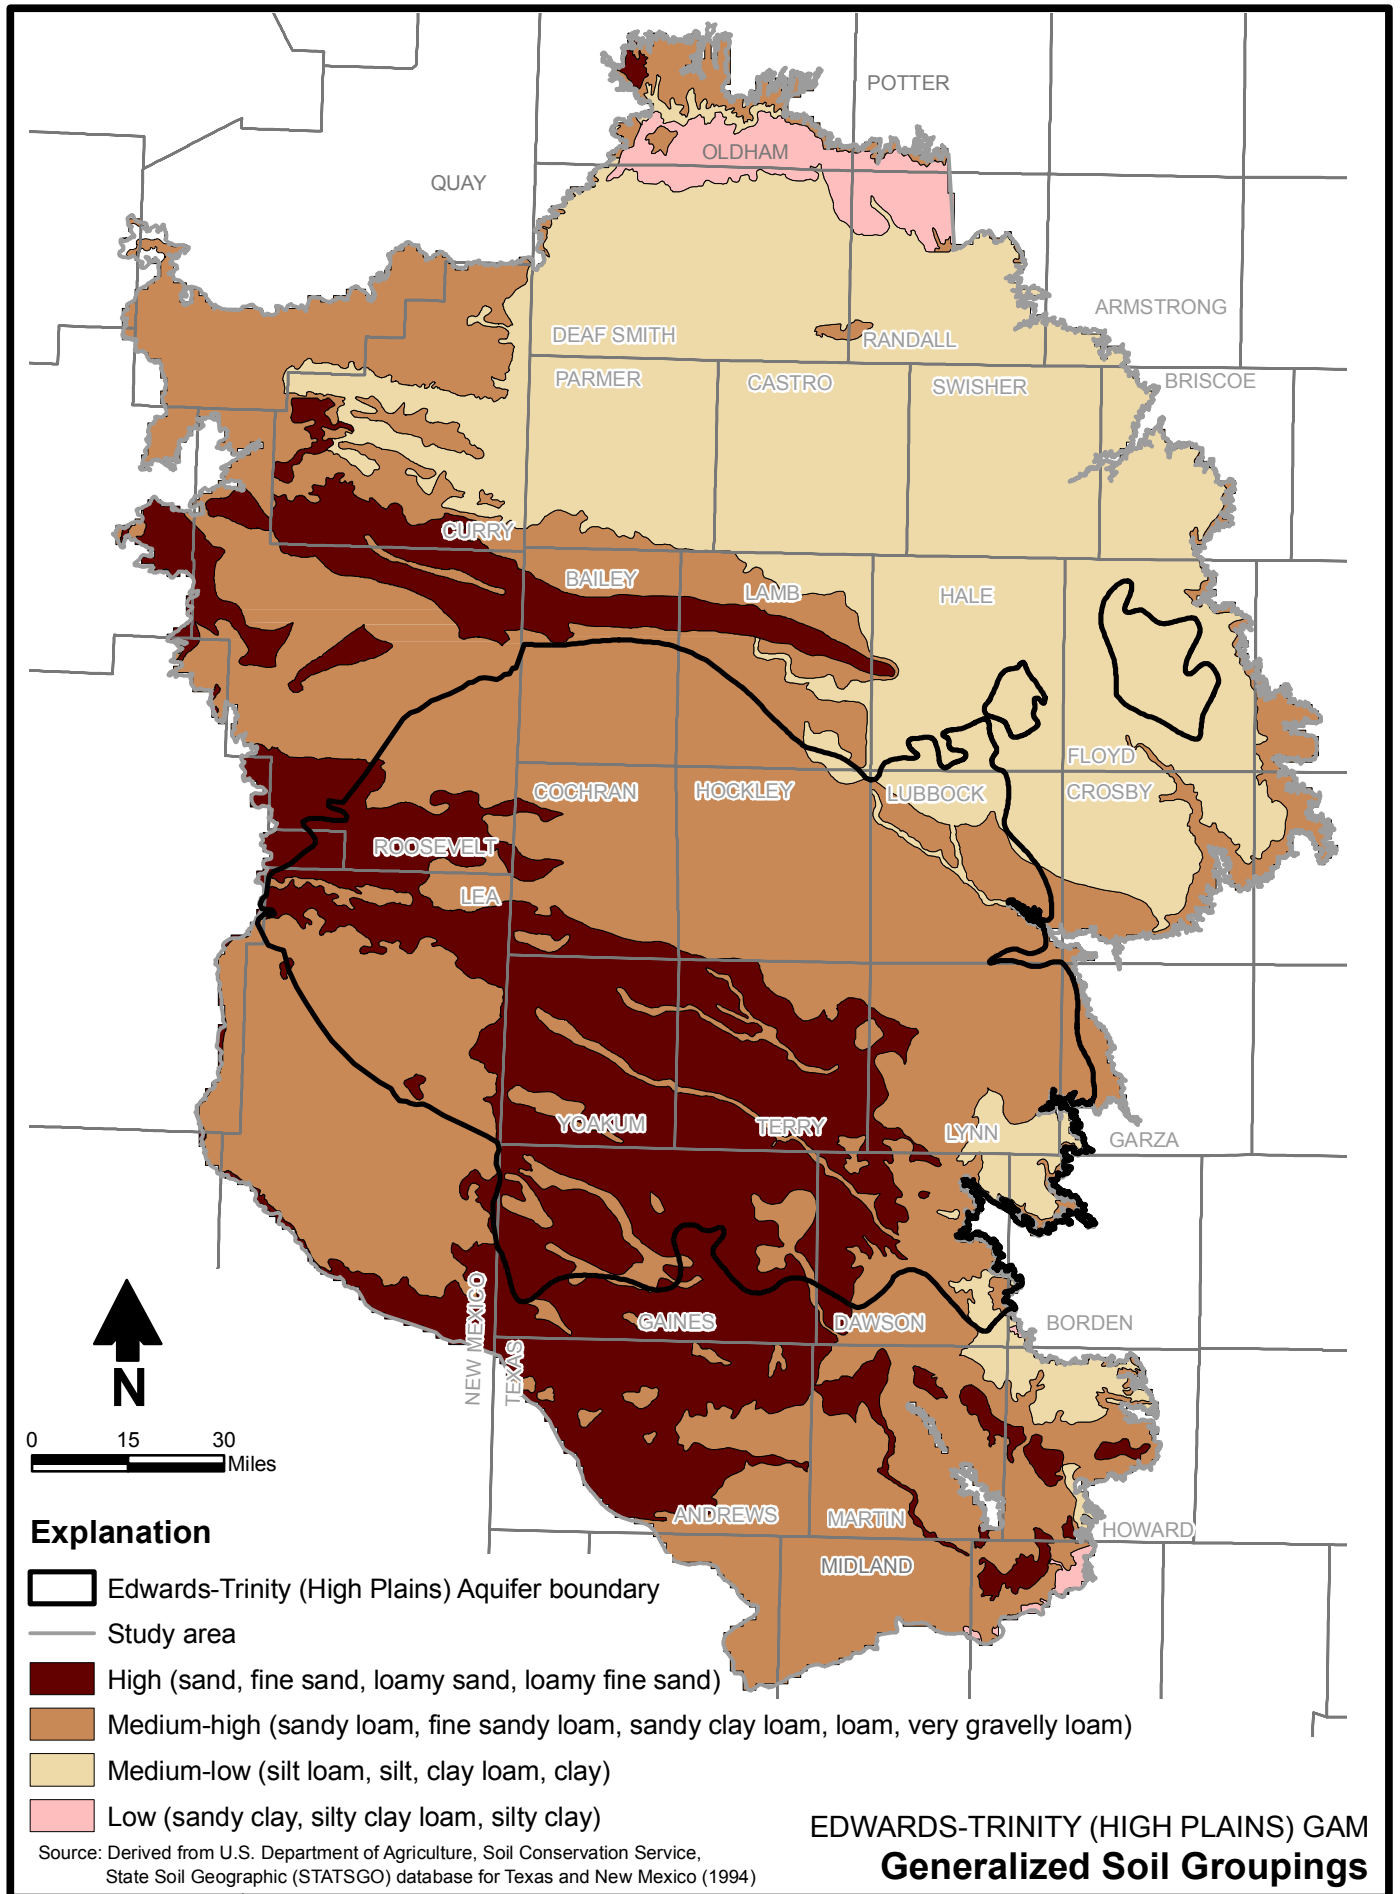 POTTER
OLDHAM
QUAY
ARMSTRONG
DEAF SMITH
RANDALL
PARMER
CASTRO
SWISHER
BRISCOE
CURRY
BAILEY
LAMB
HALE
FLOYD
COCHRAN
HOCKLEY
LUBBOCK
CROSBY
ROOSEVELT
LEA
YOAKUM
TERRY
LYNN
GARZA
NEW MEXICO
TEXAS
GAINES
DAWSON
BORDEN
ANDREWS
MARTIN
HOWARD
MIDLAND
N
0 15 30
Miles
Explanation
Edwards-Trinity (High Plains) Aquifer boundary
Study area
High (sand, fine sand, loamy sand, loamy fine sand)
Medium-high (sandy loam, fine sandy loam, sandy clay loam, loam, very gravelly loam)
Medium-low (silt loam, silt, clay loam, clay)
Low (sandy clay, silty clay loam, silty clay)
Source: Derived from U.S. Department of Agriculture, Soil Conservation Service,
State Soil Geographic (STATSGO) database for Texas and New Mexico (1994)
EDWARDS-TRINITY (HIGH PLAINS) GAM
Generalized Soil Groupings